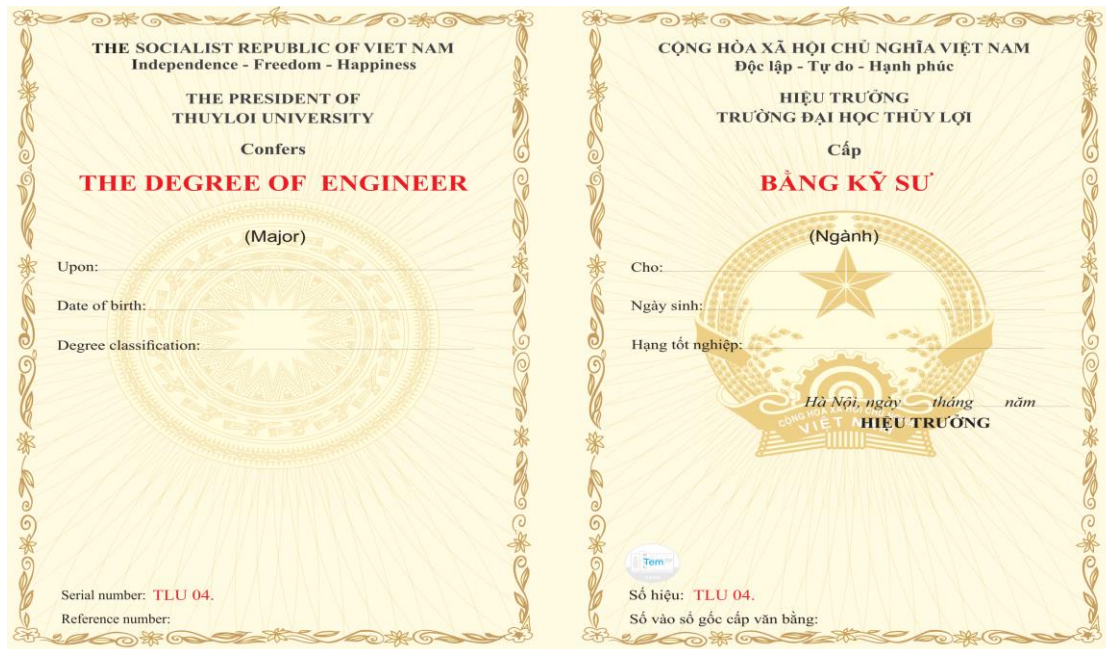 THE SOCIALIST REPUBLIC OF VIET NAM
Independence - Freedom - Happiness
THE PRESIDENT OF
THUYLOI UNIVERSITY
Confers
THE DEGREE OF ENGINEER
(Major)
Upon:
Date of birth:
Degree classification:
Serial number: TLU 04.
Reference number:
CỘNG HÒA XÃ HỘI CHỦ NGHĨA VIỆT NAM
Độc lập - Tự do - Hạnh phúc
HIỆU TRƯỞNG
TRƯỜNG ĐẠI HỌC THỦY LỢI
Cấp
BẰNG KỸ SƯ
(Ngành)
Cho:
Ngày sinh:
Hạng tốt nghiệp:
Hà Nội, ngày tháng năm
HIỆU TRƯỞNG
Tem
Số hiệu: TLU 04.
Số vào sổ gốc cấp văn bằng: